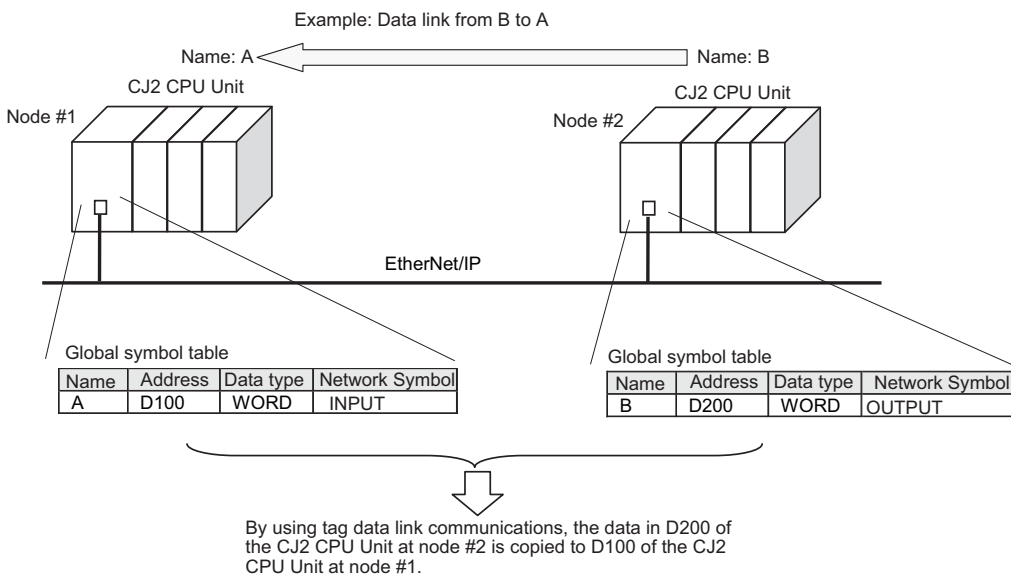 Example: Data link from B to A
Name: A
Name: B
CJ2 CPU Unit
CJ2 CPU Unit
Node #1
Node #2
EtherNet/IP
Global symbol table
Name Address Data type Network Symbol
A D100 WORD INPUT
Global symbol table
Name Address Data type Network Symbol
B D200 WORD OUTPUT
By using tag data link communications, the data in D200 of
the CJ2 CPU Unit at node #2 is copied to D100 of the CJ2
CPU Unit at node #1.